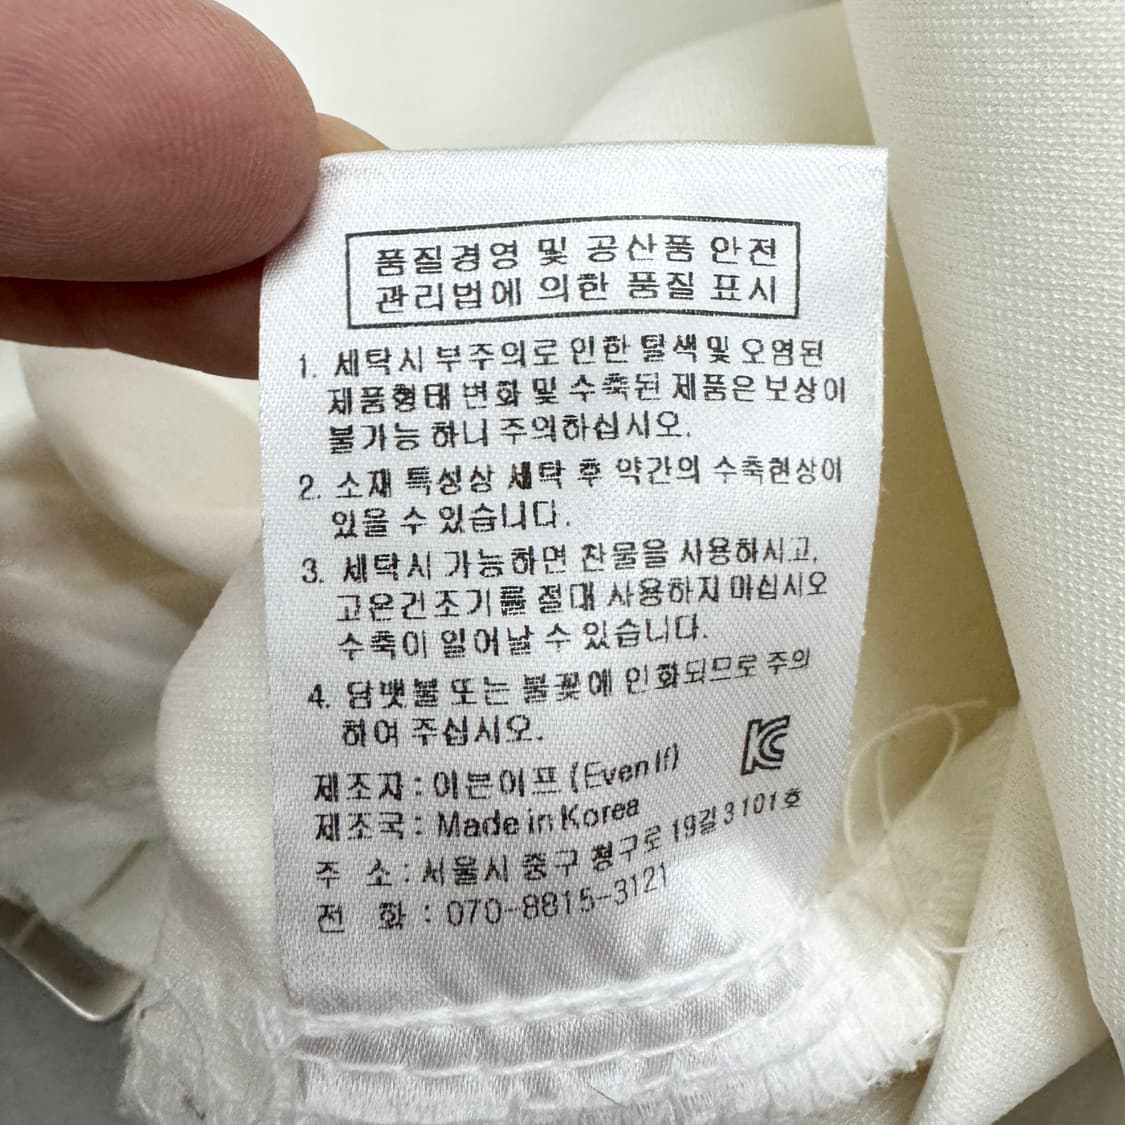 품질경영 및 공산품 안전
관리법에 의한 품질 표시
1. 세탁시 부주의로 인한 탈색및 오염된
제품형태 변화 및 수축된 제품은 보상이
불가능 하니 주의하십시오.
2. 소재 특성상 세탁 후 약간의 수축현상이
있을 수 있습니다.
3. 세탁시 가능하면 찬물을 사용하시고,
고온건조기를 절대 사용하지 마십시오
수축이 일어날 수 있습니다.
4. 담뱃불 또는 불꽃에 인화되므로 주의
하여 주십시오.
KC
제조자 : 이븐이프 (Even If)
제조국 : Made in Korea
주 소 : 서울시 중구 청구로 19길 3 101호
전 화 : 070-8815-3121